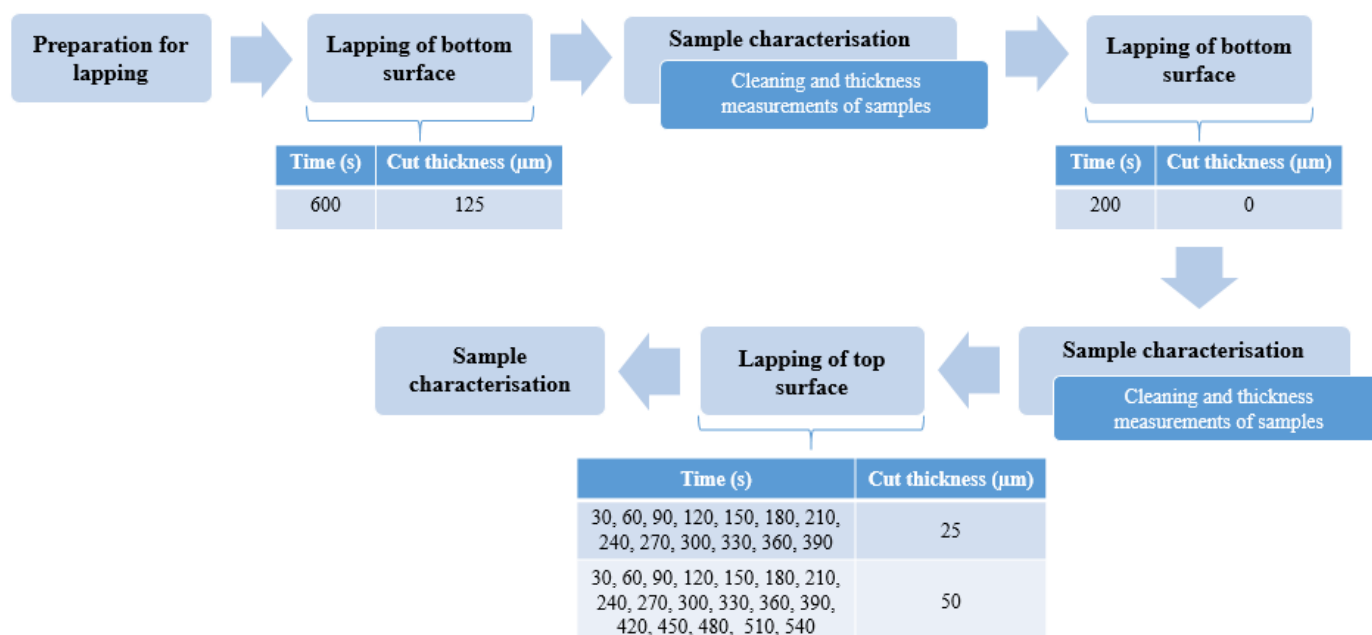 Preparation for
lapping
Lapping of bottom
surface
Time (s) Cut thickness (µm)
600 125
Sample characterisation
Cleaning and thickness
measurements of samples
Lapping of bottom
surface
Time (s) Cut thickness (µm)
200 0
Sample characterisation
Cleaning and thickness
measurements of samples
Lapping of top
surface
Time (s) Cut thickness (µm)
30, 60, 90, 120, 150, 180, 210,
240, 270, 300, 330, 360, 390
25
30, 60, 90, 120, 150, 180, 210,
240, 270, 300, 330, 360, 390,
420, 450, 480, 510, 540
50
Sample
characterisation